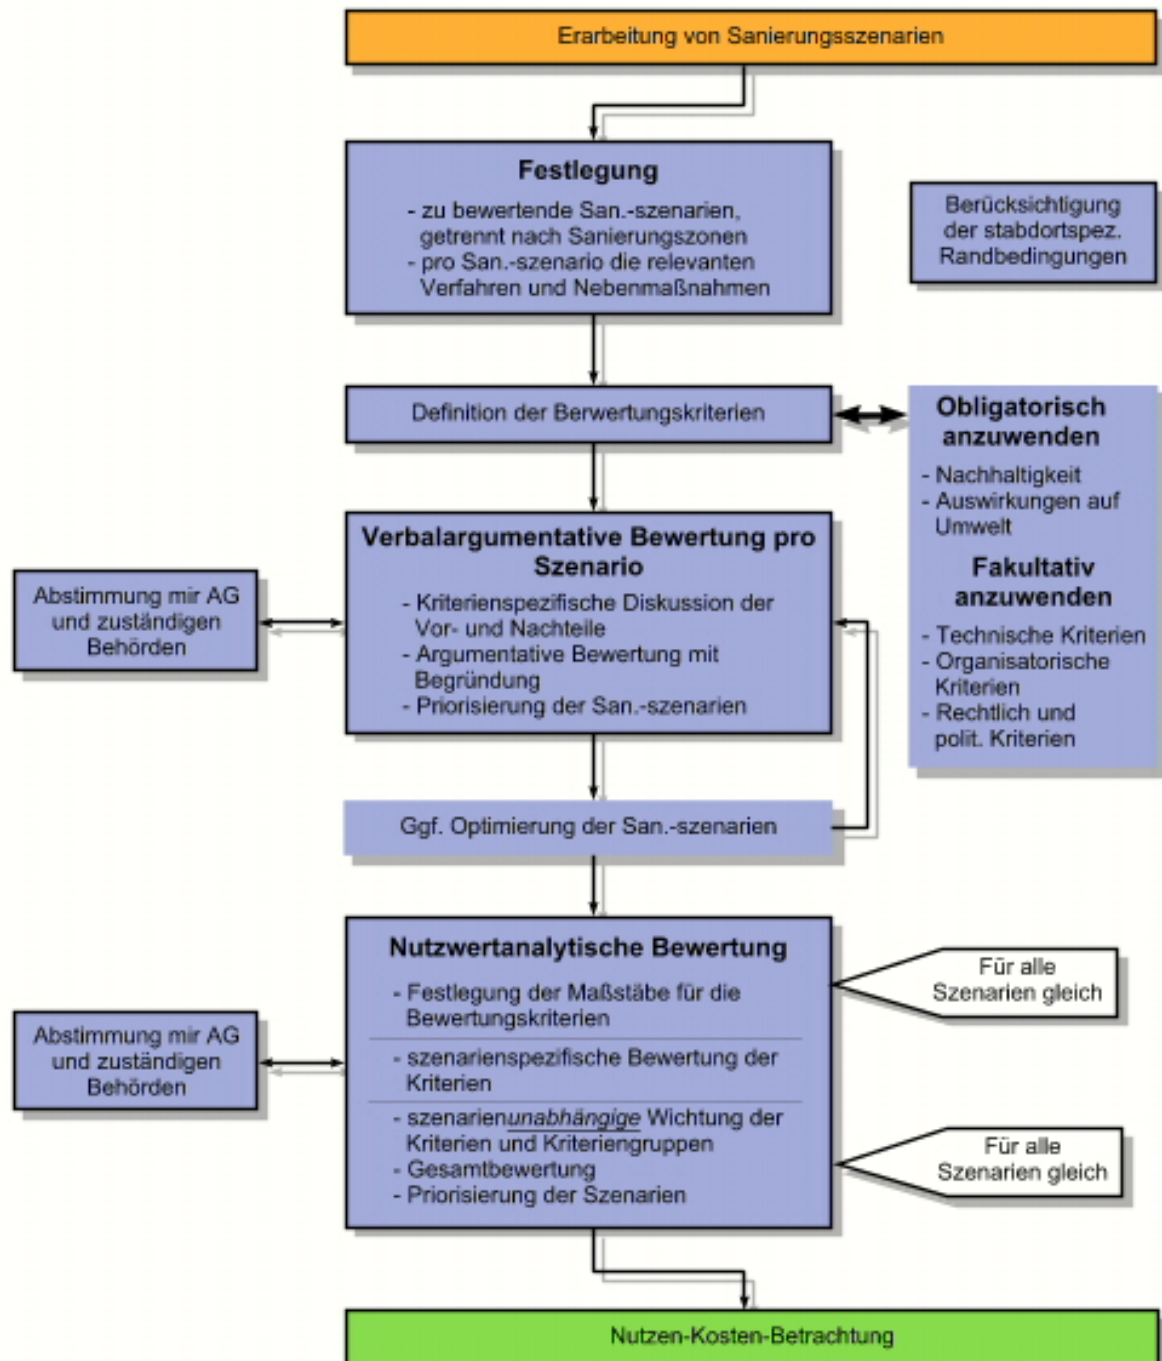 Erarbeitung von Sanierungsszenarien
Festlegung
- zu bewertende San.-szenarien,
getrennt nach Sanierungszonen
- pro San.-szenario die relevanten
Verfahren und Nebenmaßnahmen
Berücksichtigung
der stabdortspez.
Randbedingungen
Definition der Berwertungskriterien
Obligatorisch
anzuwenden
- Nachhaltigkeit
- Auswirkungen auf
Umwelt
Fakultativ
anzuwenden
- Technische Kriterien
- Organisatorische
Kriterien
- Rechtlich und
polit. Kriterien
Verbalargumentative Bewertung pro
Szenario
- Kriterienspezifische Diskussion der
Vor- und Nachteile
- Argumentative Bewertung mit
Begründung
- Priorisierung der San.-szenarien
Abstimmung mir AG
und zuständigen
Behörden
Ggf. Optimierung der San.-szenarien
Nutzwertanalytische Bewertung
- Festlegung der Maßstäbe für die
Bewertungskriterien
- szenarienspezifische Bewertung der
Kriterien
- szenarienunabhängige Wichtung der
Kriterien und Kriteriengruppen
- Gesamtbewertung
- Priorisierung der Szenarien
Für alle
Szenarien gleich
Abstimmung mir AG
und zuständigen
Behörden
Für alle
Szenarien gleich
Nutzen-Kosten-Betrachtung